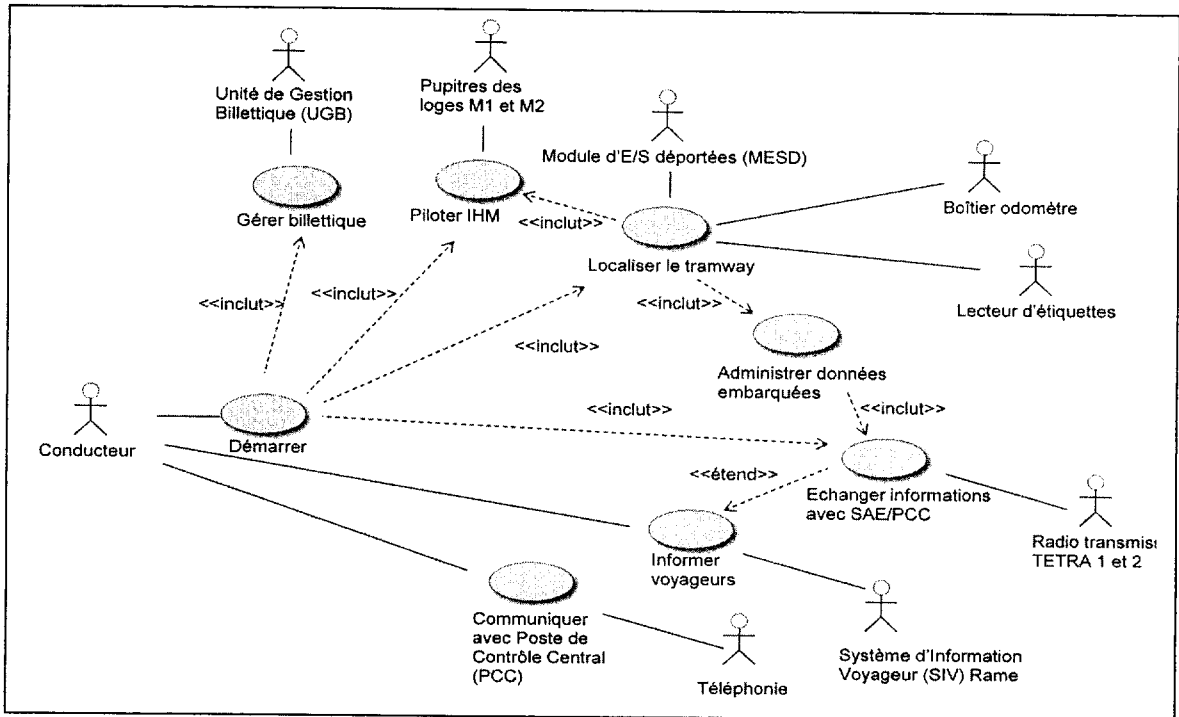 Unité de Gestion
Billettique (UGB)
Pupitres des
loges M1 et M2
Module d'E/S déportées (MESD)
Boîtier odomètre
Gérer billettique
Piloter IHM
<<inclut>>
Localiser le tramway
Lecteur d'étiquettes
<<inclut>>
<<inclut>>
<<inclut>>
<<inclut>>
Administrer données
embarquées
<<inclut>>
<<inclut>>
Conducteur
Démarrer
<<étend>>
Echanger informations
avec SAE/PCC
Radio transmis
TETRA 1 et 2
Informer
voyageurs
Communiquer
avec Poste de
Contrôle Central
(PCC)
Téléphonie
Système d'Information
Voyageur (SIV) Rame